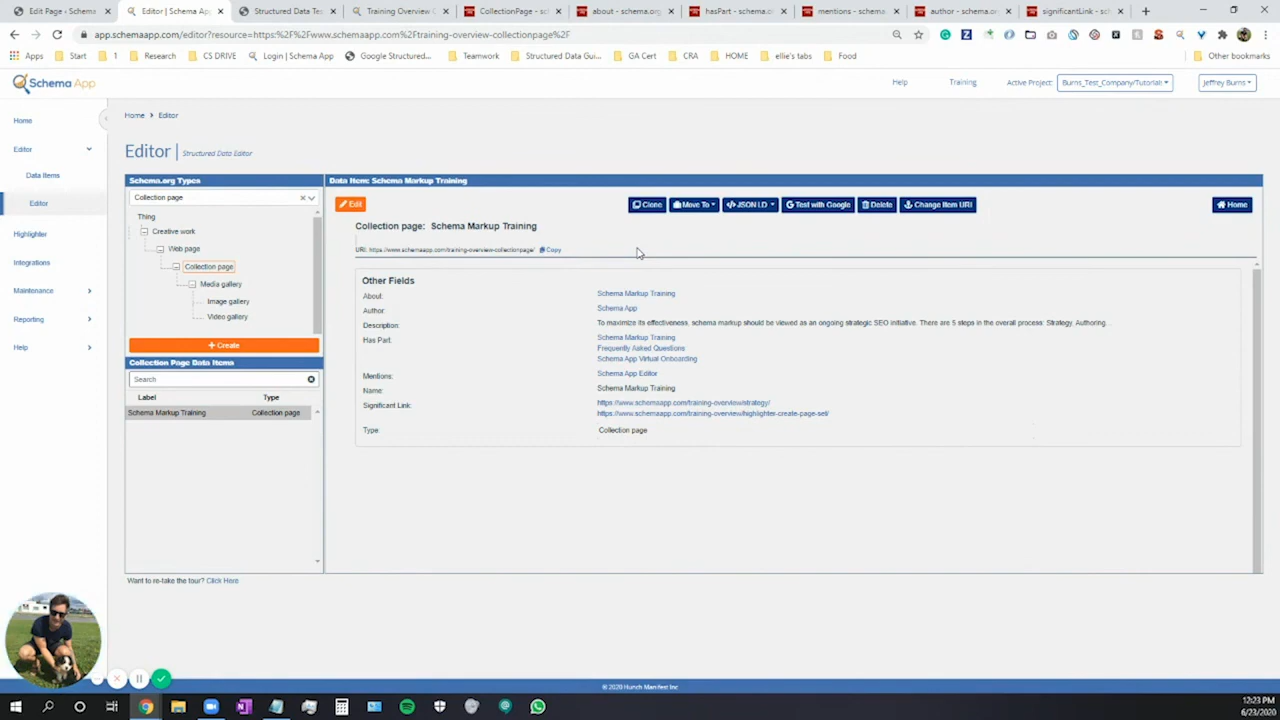 Edit Page ‹ Schema
Editor | Schema App
Structured Data Tes
Training Overview C
CollectionPage - sc
about - schema.org
hasPart - schema.o
mentions - schema.
author - schema.or
significantLink - sc
app.schemaapp.com/editor?resource=https:%2F%2Fwww.schemaapp.com%2Ftraining-overview-collectionpage%2F
Apps
Start
1
Research
CS DRIVE
Login | Schema App
Google Structured...
Teamwork
Structured Data Gui...
GA Cert
CRA
HOME
ellie's tabs
Food
Other bookmarks
Schema App
Help
Training
Active Project:
Burns_Test_Company/Tutorials
Jeffrey Burns
Home
Editor
Data Items
Editor
Highlighter
Integrations
Maintenance
Reporting
Help
Home > Editor
Editor | Structured Data Editor
Schema.org Types
Collection page
Thing
Creative work
Web page
Collection page
Media gallery
Image gallery
Video gallery
+ Create
Collection Page Data Items
Search
Label Type
Schema Markup Training Collection page
Want to re-take the tour? Click Here
Data Item: Schema Markup Training
Edit
Clone
Move To
</> JSON LD
Test with Google
Delete
Change Item URI
Home
Collection page: Schema Markup Training
URI: https://www.schemaapp.com/training-overview-collectionpage/ Copy
Other Fields
About: Schema Markup Training
Author: Schema App
Description: To maximize its effectiveness, schema markup should be viewed as an ongoing strategic SEO initiative. There are 5 steps in the overall process: Strategy, Authoring...
Has Part: Schema Markup Training
Frequently Asked Questions
Schema App Virtual Onboarding
Mentions: Schema App Editor
Name: Schema Markup Training
Significant Link: https://www.schemaapp.com/training-overview/strategy/
https://www.schemaapp.com/training-overview/highlighter-create-page-set/
Type: Collection page
© 2020 Hunch Manifest Inc
12:23 PM
6/23/2020